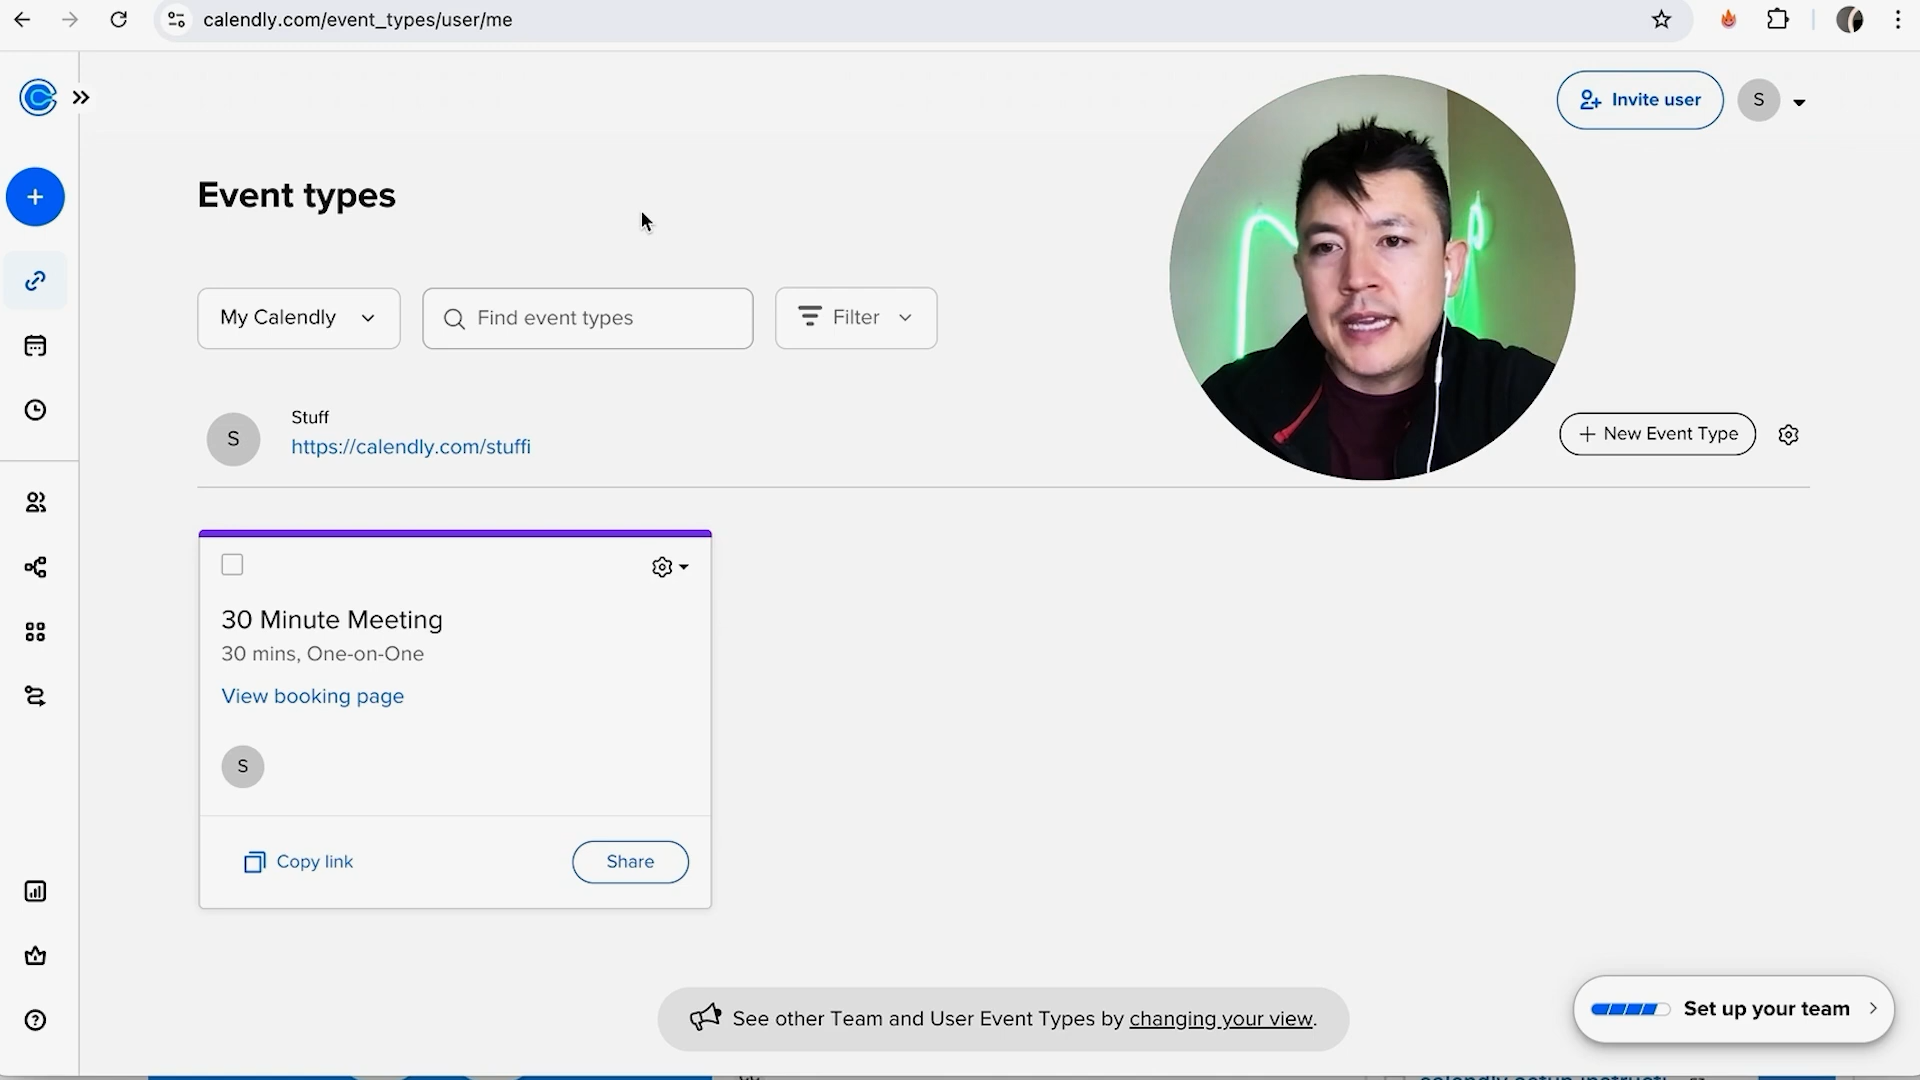 calendly.com/event_types/user/me
Invite user
S
Event types
My Calendly
Find event types
Filter
S
Stuff
https://calendly.com/stuffi
+ New Event Type
30 Minute Meeting
30 mins, One-on-One
View booking page
S
Copy link
Share
See other Team and User Event Types by changing your view.
Set up your team